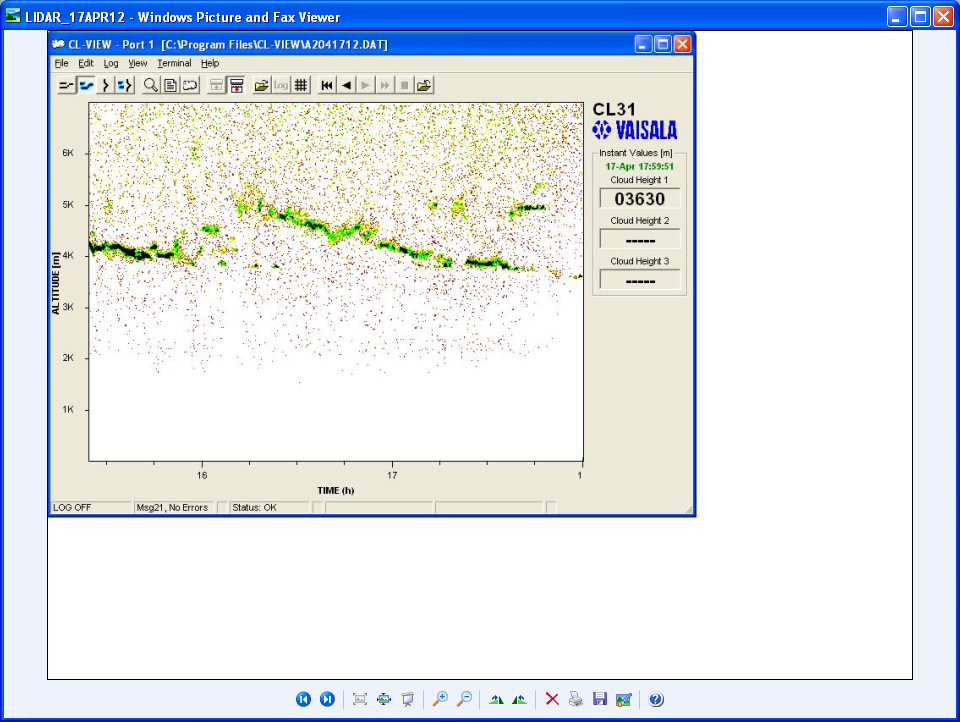 LIDAR_17APR12 - Windows Picture and Fax Viewer
CL-VIEW - Port 1 [C:\Program Files\CL-VIEW\A2041712.DAT]
File Edit Log View Terminal Help
Log
CL31
VAISALA
Instant Values [m]
17-Apr 17:59:51
Cloud Height 1
03630
Cloud Height 2
-----
Cloud Height 3
-----
6K
5K
4K
3K
2K
1K
ALTITUDE [m]
16 17 1
TIME (h)
LOG OFF Msg21, No Errors Status: OK